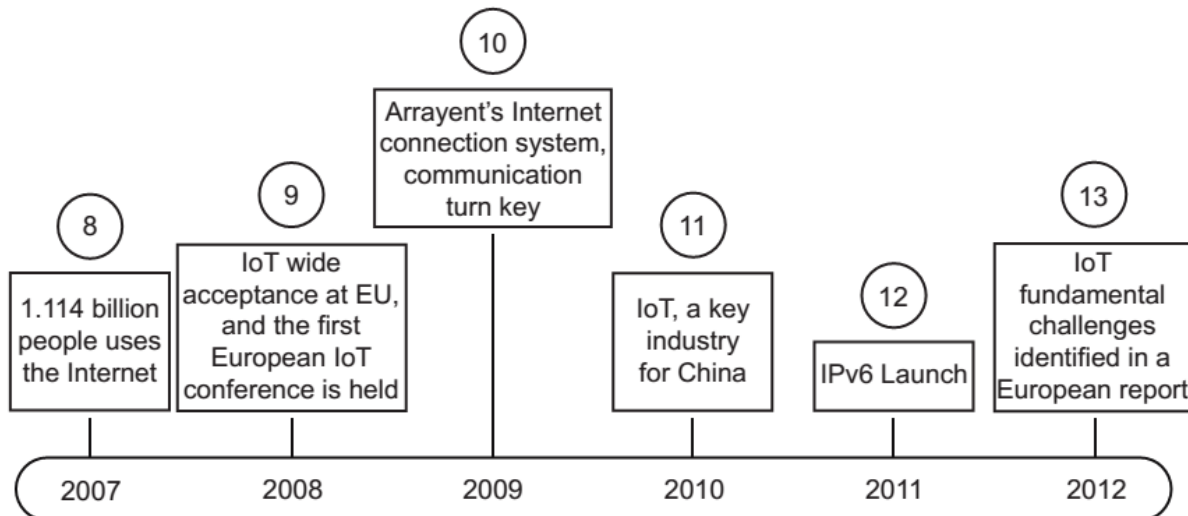 8
1.114 billion
people uses
the Internet
9
IoT wide
acceptance at EU,
and the first
European IoT
conference is held
10
Arrayent's Internet
connection system,
communication
turn key
11
IoT, a key
industry
for China
12
IPv6 Launch
13
IoT
fundamental
challenges
identified in a
European report
2007
2008
2009
2010
2011
2012